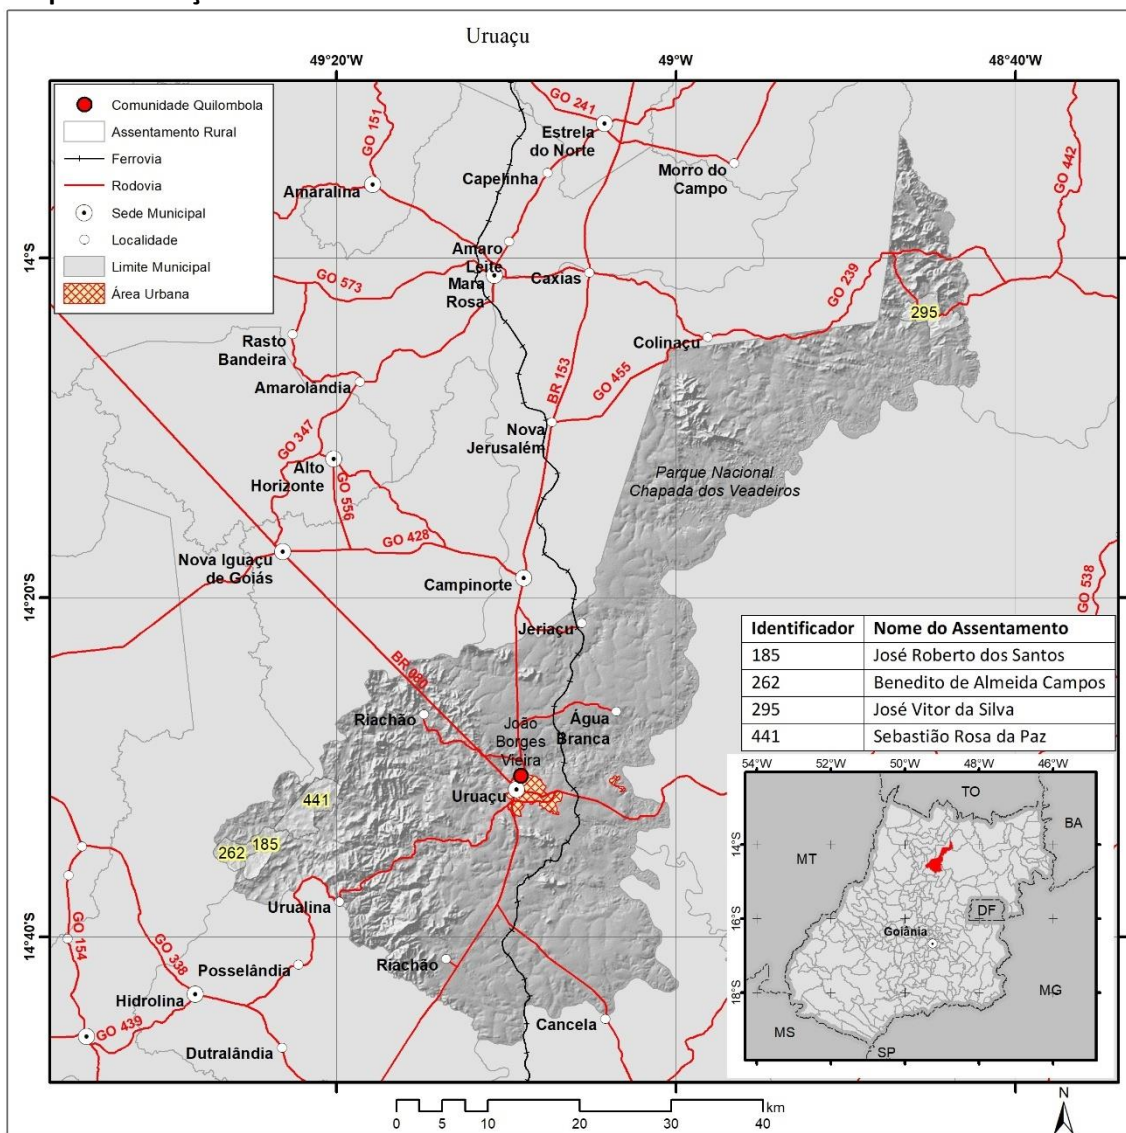 Uruaçu
49°20'W
49°0'W
48°40'W
Comunidade Quilombola
Assentamento Rural
Ferrovia
Rodovia
Sede Municipal
Localidade
Limite Municipal
Área Urbana
GO 151
GO 241
Estrela
do Norte
Capelinha
Morro do
Campo
GO 442
Amaralina
14°0'S
Amaro
Leite
Mara
Rosa
Caxias
GO 573
GO 239
295
Rasto
Bandeira
Colinaçu
Amarolândia
BR 153
GO 455
Nova
Jerusalém
GO 347
Alto
Horizonte
GO 556
Parque Nacional
Chapada dos Veadeiros
GO 428
Nova Iguaçu
de Goiás
Campinorte
GO 538
14°20'S
Jeriaçu
Identificador Nome do Assentamento
185 José Roberto dos Santos
262 Benedito de Almeida Campos
295 José Vitor da Silva
441 Sebastião Rosa da Paz
BR 080
Riachão
João
Borges
Vieira
Água
Branca
Uruaçu
441
185
262
Urualina
14°40'S
GO 154
GO 338
Posselândia
Riachão
Hidrolina
GO 439
Cancela
Dutralândia
54°W
52°W
50°W
48°W
46°W
TO
BA
MT
14°S
DF
16°S
Goiânia
18°S
MG
MS
SP
N
0 5 10 20 30 40
km